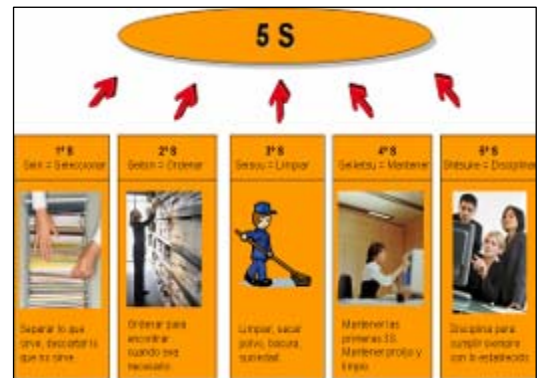 5 S
1ª S
Seiri = Seleccionar
Separar lo que
sirve, descartar lo
que no sirve
2ª S
Seiton = Ordenar
Ordenar para
encontrar
cuando sea
necesario
3ª S
Seisou = Limpiar
Limpiar, sacar
polvo, basura,
suciedad
4ª S
Seiketsu = Mantener
Mantener las
primeras 3S.
Mantener prolijo y
limpio
5ª S
Shitsuke = Disciplina
Disciplina para
cumplir siempre
con lo establecido